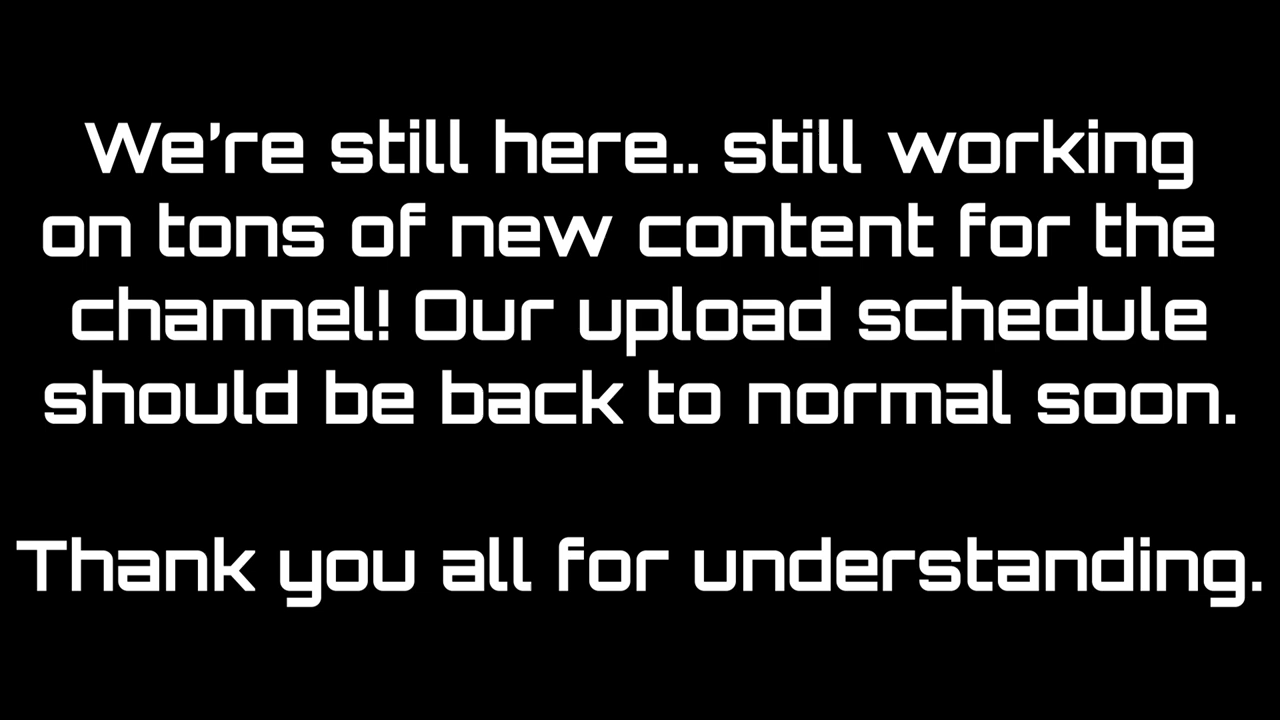 We're still here.. still working
on tons of new content for the
channel! Our upload schedule
should be back to normal soon.
Thank you all for understanding.